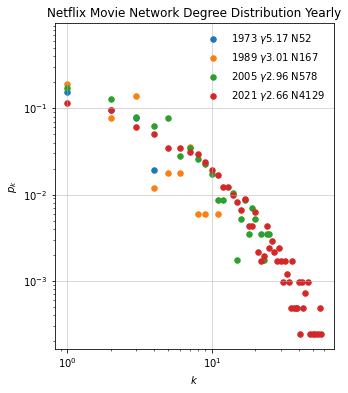 Netflix Movie Network Degree Distribution Yearly
1973 γ5.17 N52
1989 γ3.01 N167
2005 γ2.96 N578
2021 γ2.66 N4129
10⁻¹
10⁻²
10⁻³
pₖ
10⁰ 10¹
k